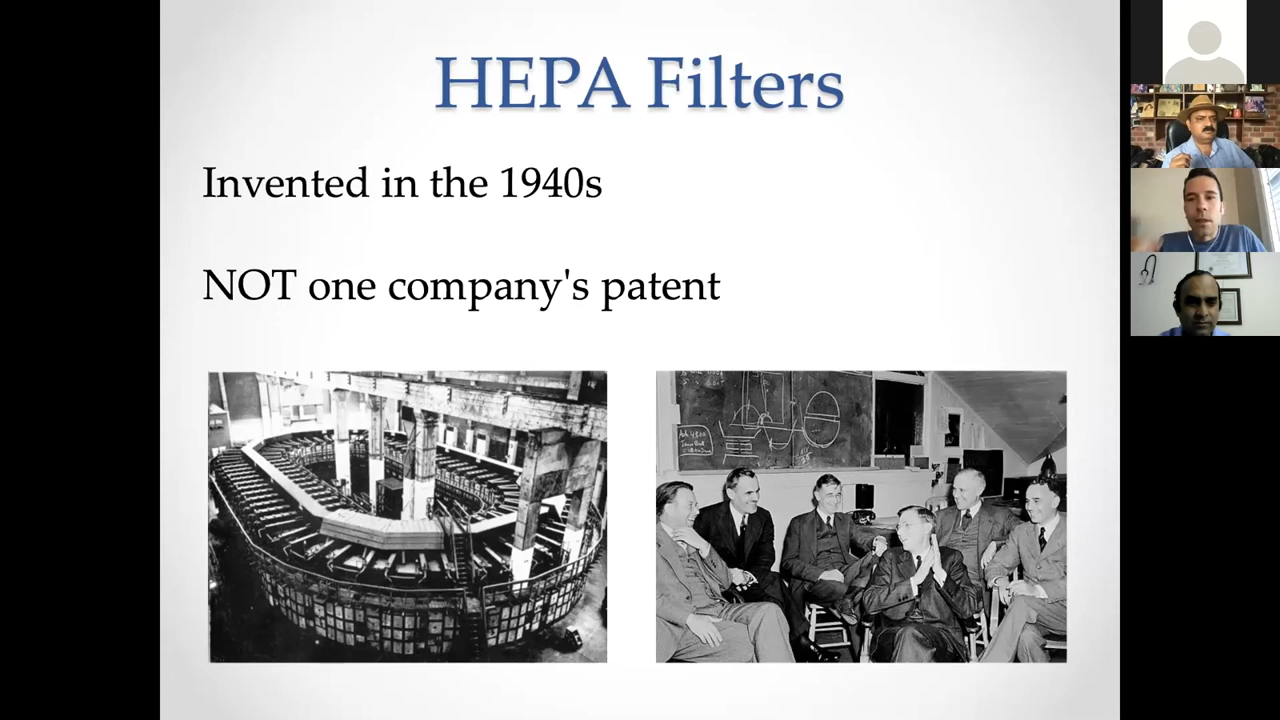 HEPA Filters
Invented in the 1940s
NOT one company's patent